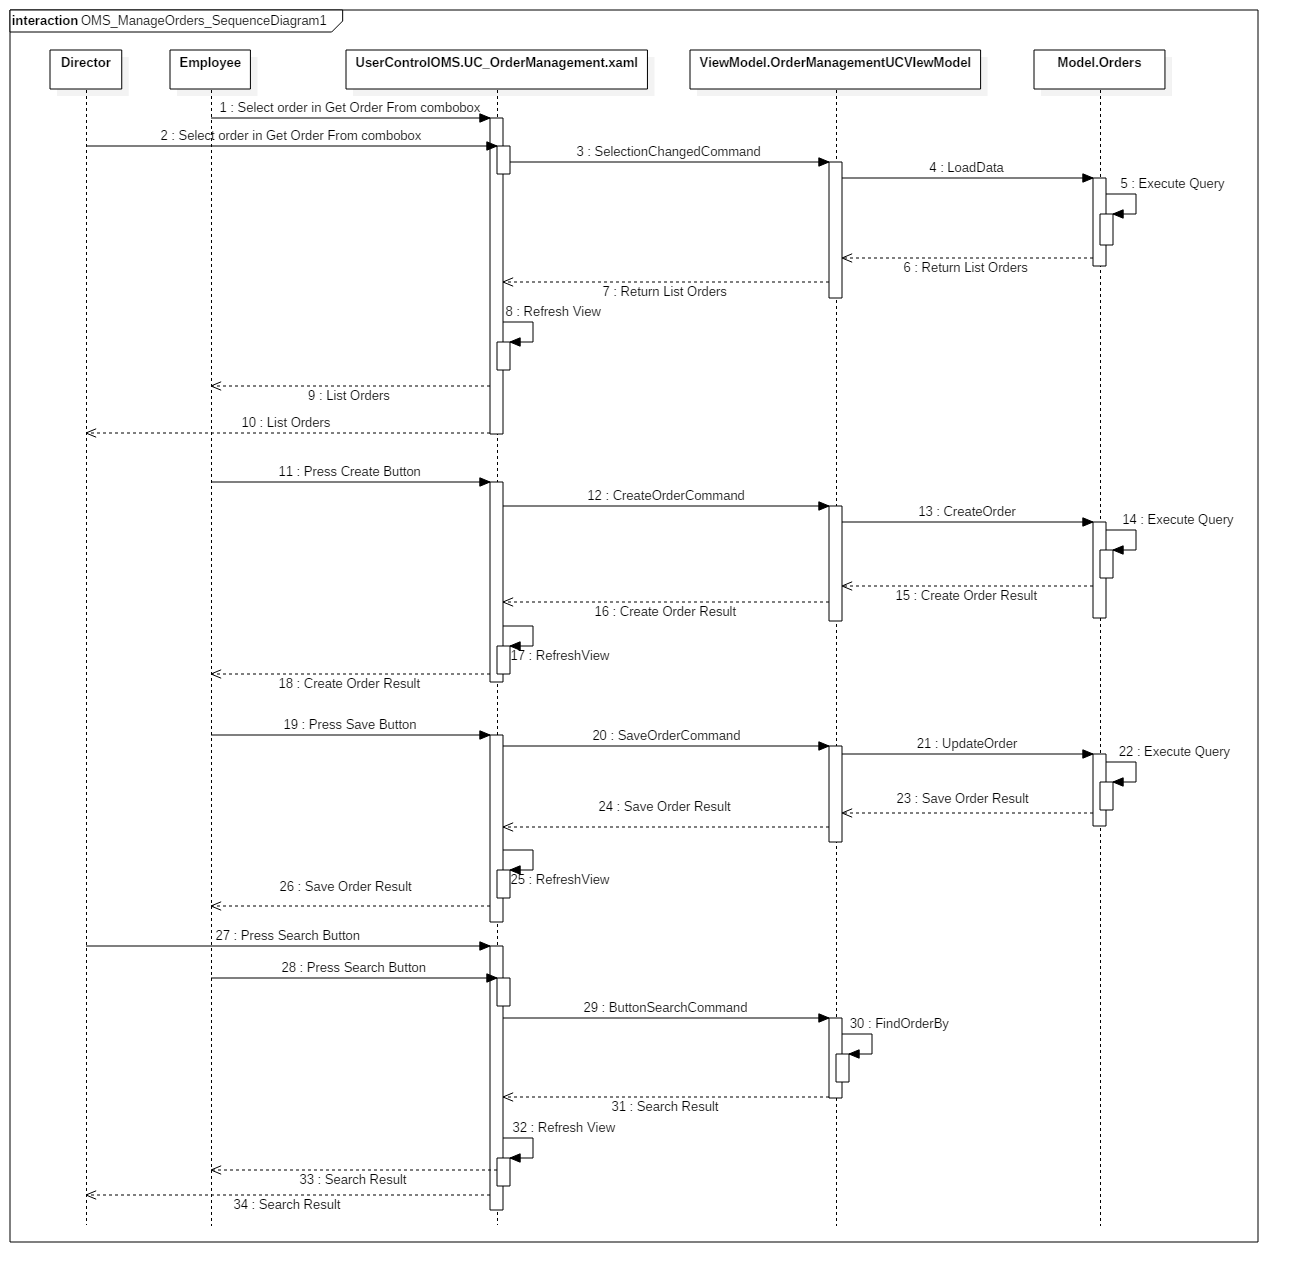 interaction OMS_ManageOrders_SequenceDiagram1
Director
Employee
UserControlOMS.UC_OrderManagement.xaml
ViewModel.OrderManagementUCVIewModel
Model.Orders
1 : Select order in Get Order From combobox
2 : Select order in Get Order From combobox
3 : SelectionChangedCommand
4 : LoadData
5 : Execute Query
6 : Return List Orders
7 : Return List Orders
8 : Refresh View
9 : List Orders
10 : List Orders
11 : Press Create Button
12 : CreateOrderCommand
13 : CreateOrder
14 : Execute Query
15 : Create Order Result
16 : Create Order Result
17 : RefreshView
18 : Create Order Result
19 : Press Save Button
20 : SaveOrderCommand
21 : UpdateOrder
22 : Execute Query
23 : Save Order Result
24 : Save Order Result
25 : RefreshView
26 : Save Order Result
27 : Press Search Button
28 : Press Search Button
29 : ButtonSearchCommand
30 : FindOrderBy
31 : Search Result
32 : Refresh View
33 : Search Result
34 : Search Result